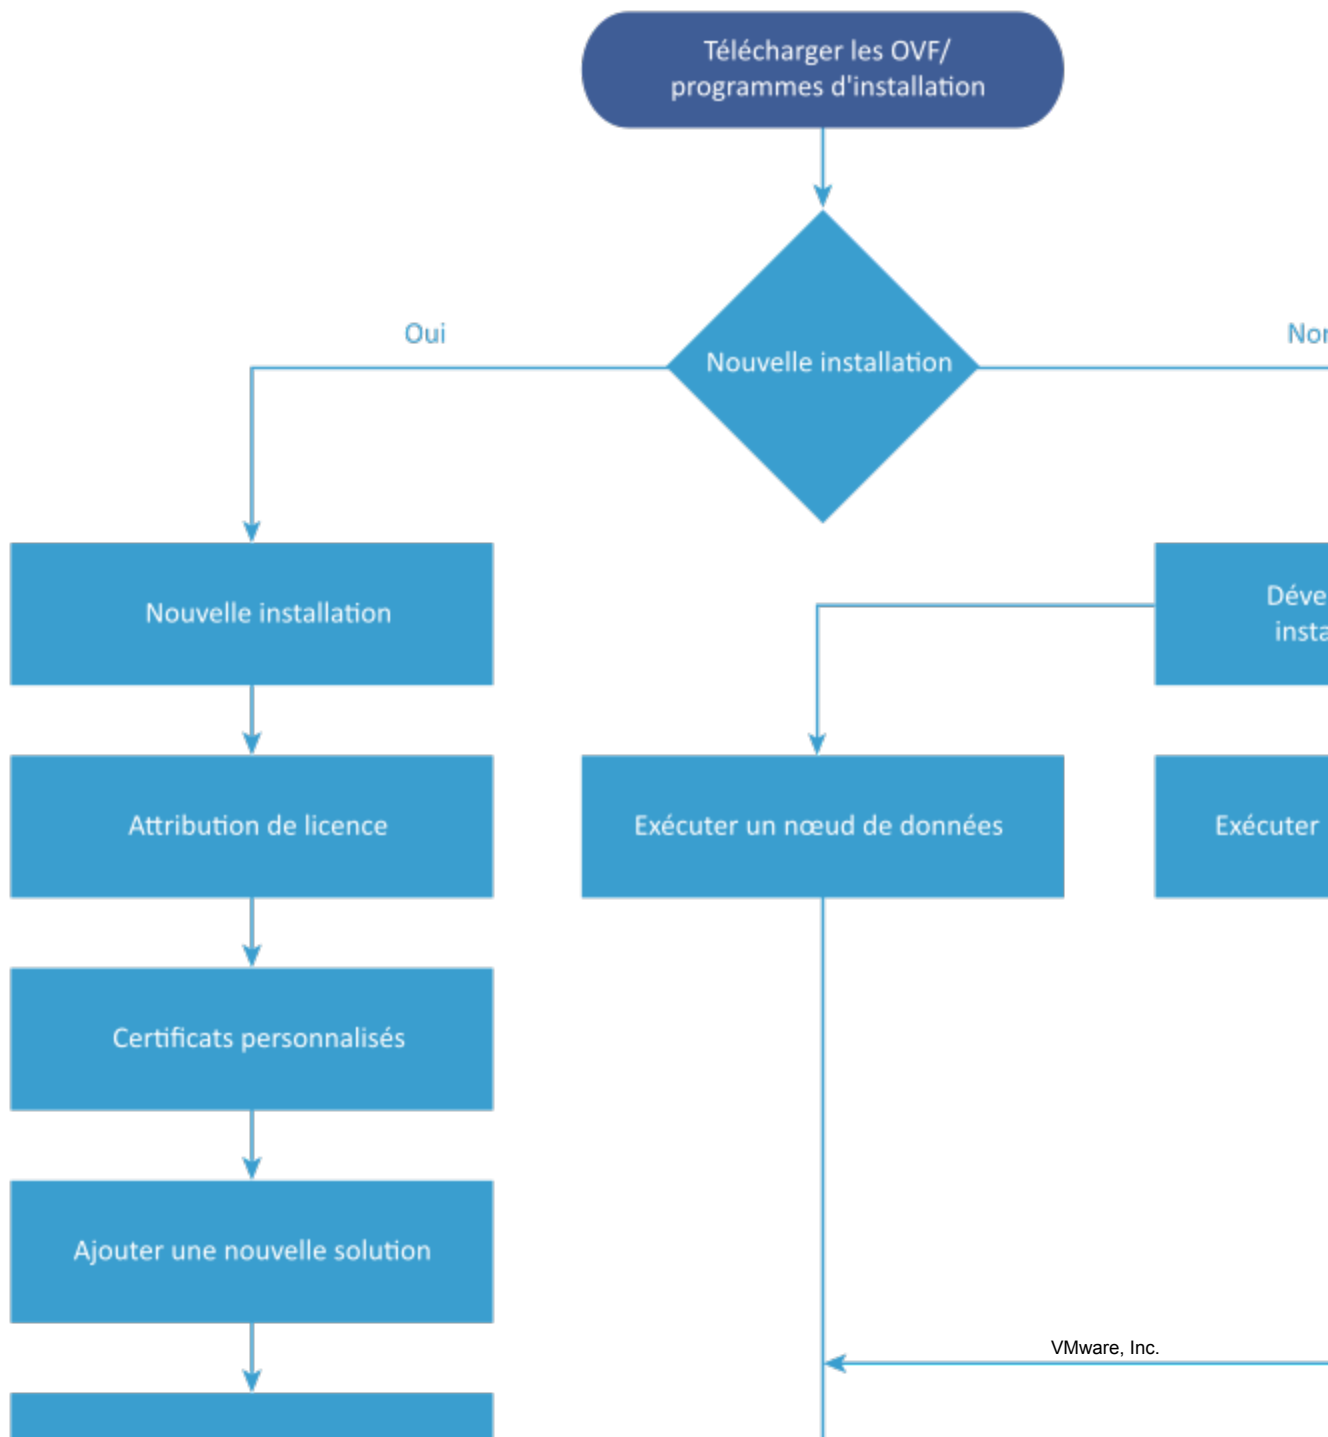 Télécharger les OVF/
programmes d'installation
Oui
Nouvelle installation
Nouvelle installation
Attribution de licence
Exécuter un nœud de données
Exécuter
Certificats personnalisés
Ajouter une nouvelle solution
VMware, Inc.